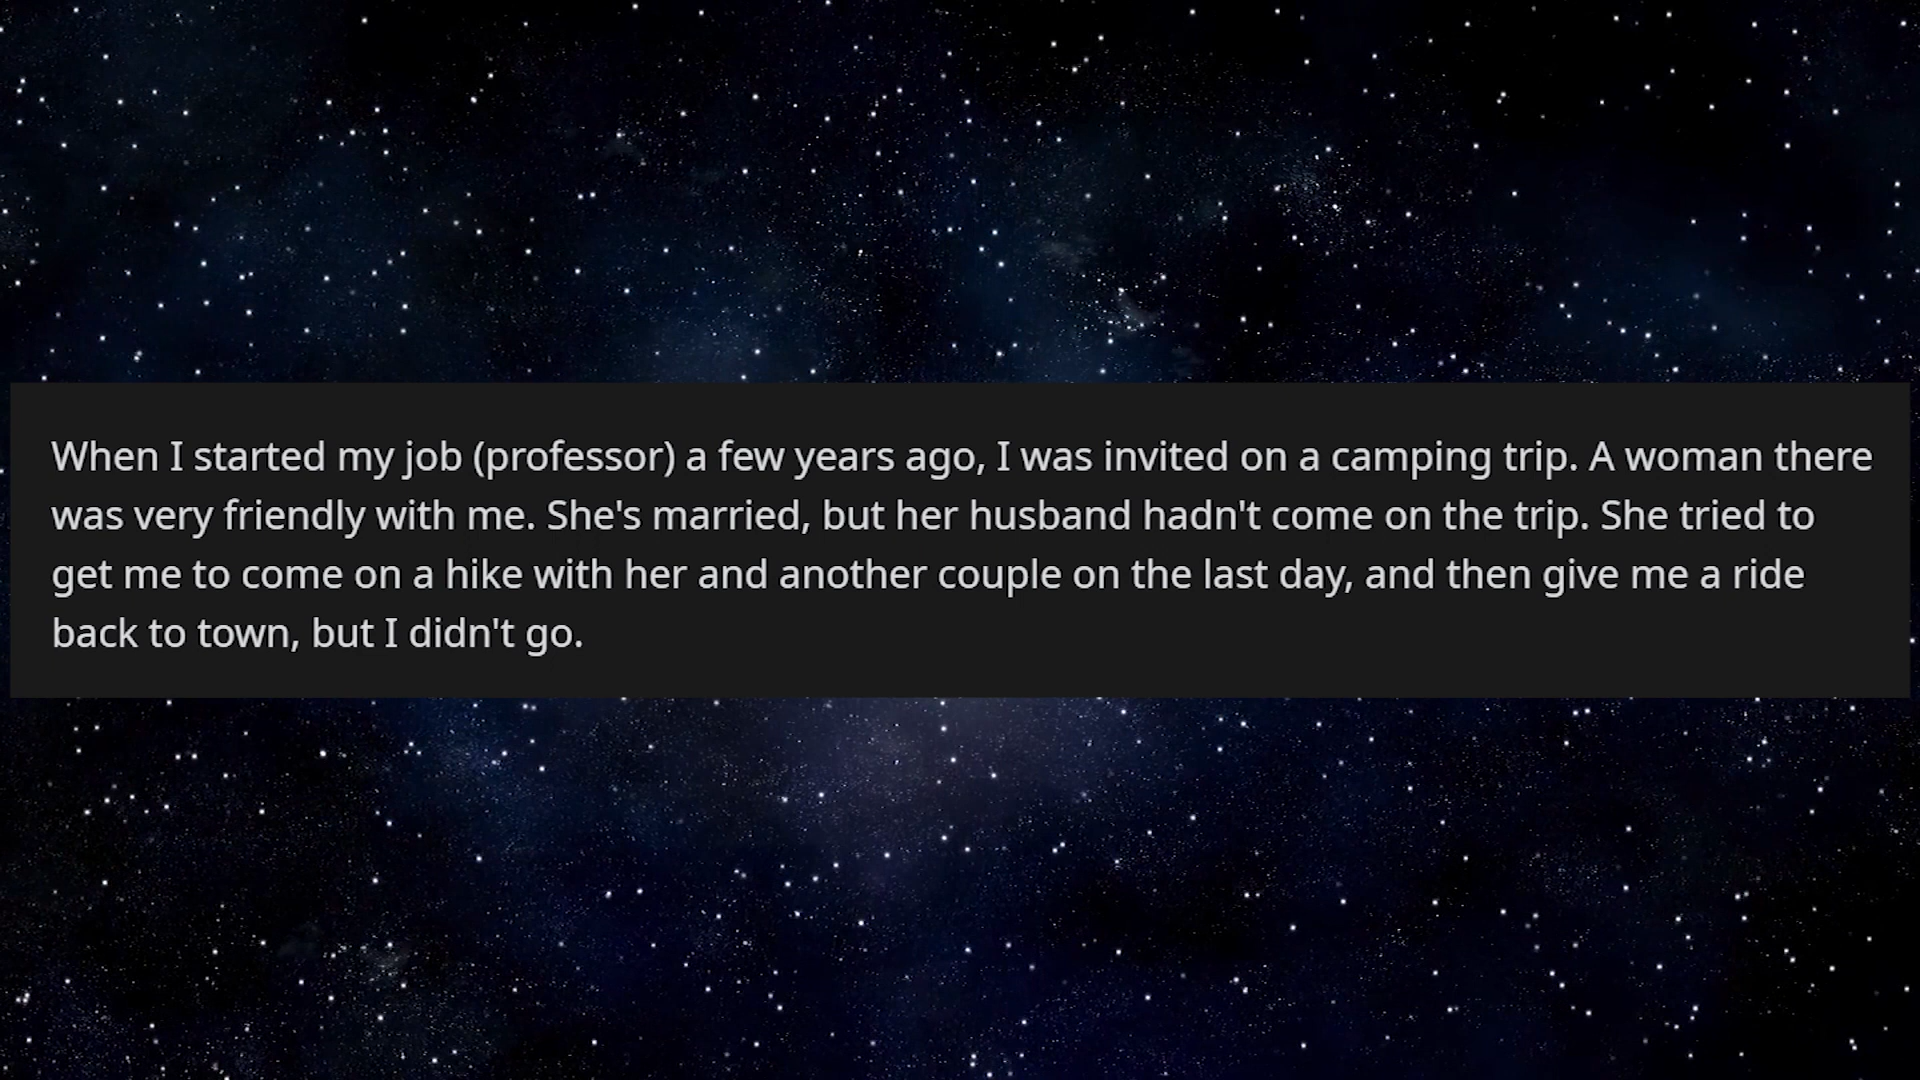 When I started my job (professor) a few years ago, I was invited on a camping trip. A woman there
was very friendly with me. She's married, but her husband hadn't come on the trip. She tried to
get me to come on a hike with her and another couple on the last day, and then give me a ride
back to town, but I didn't go.